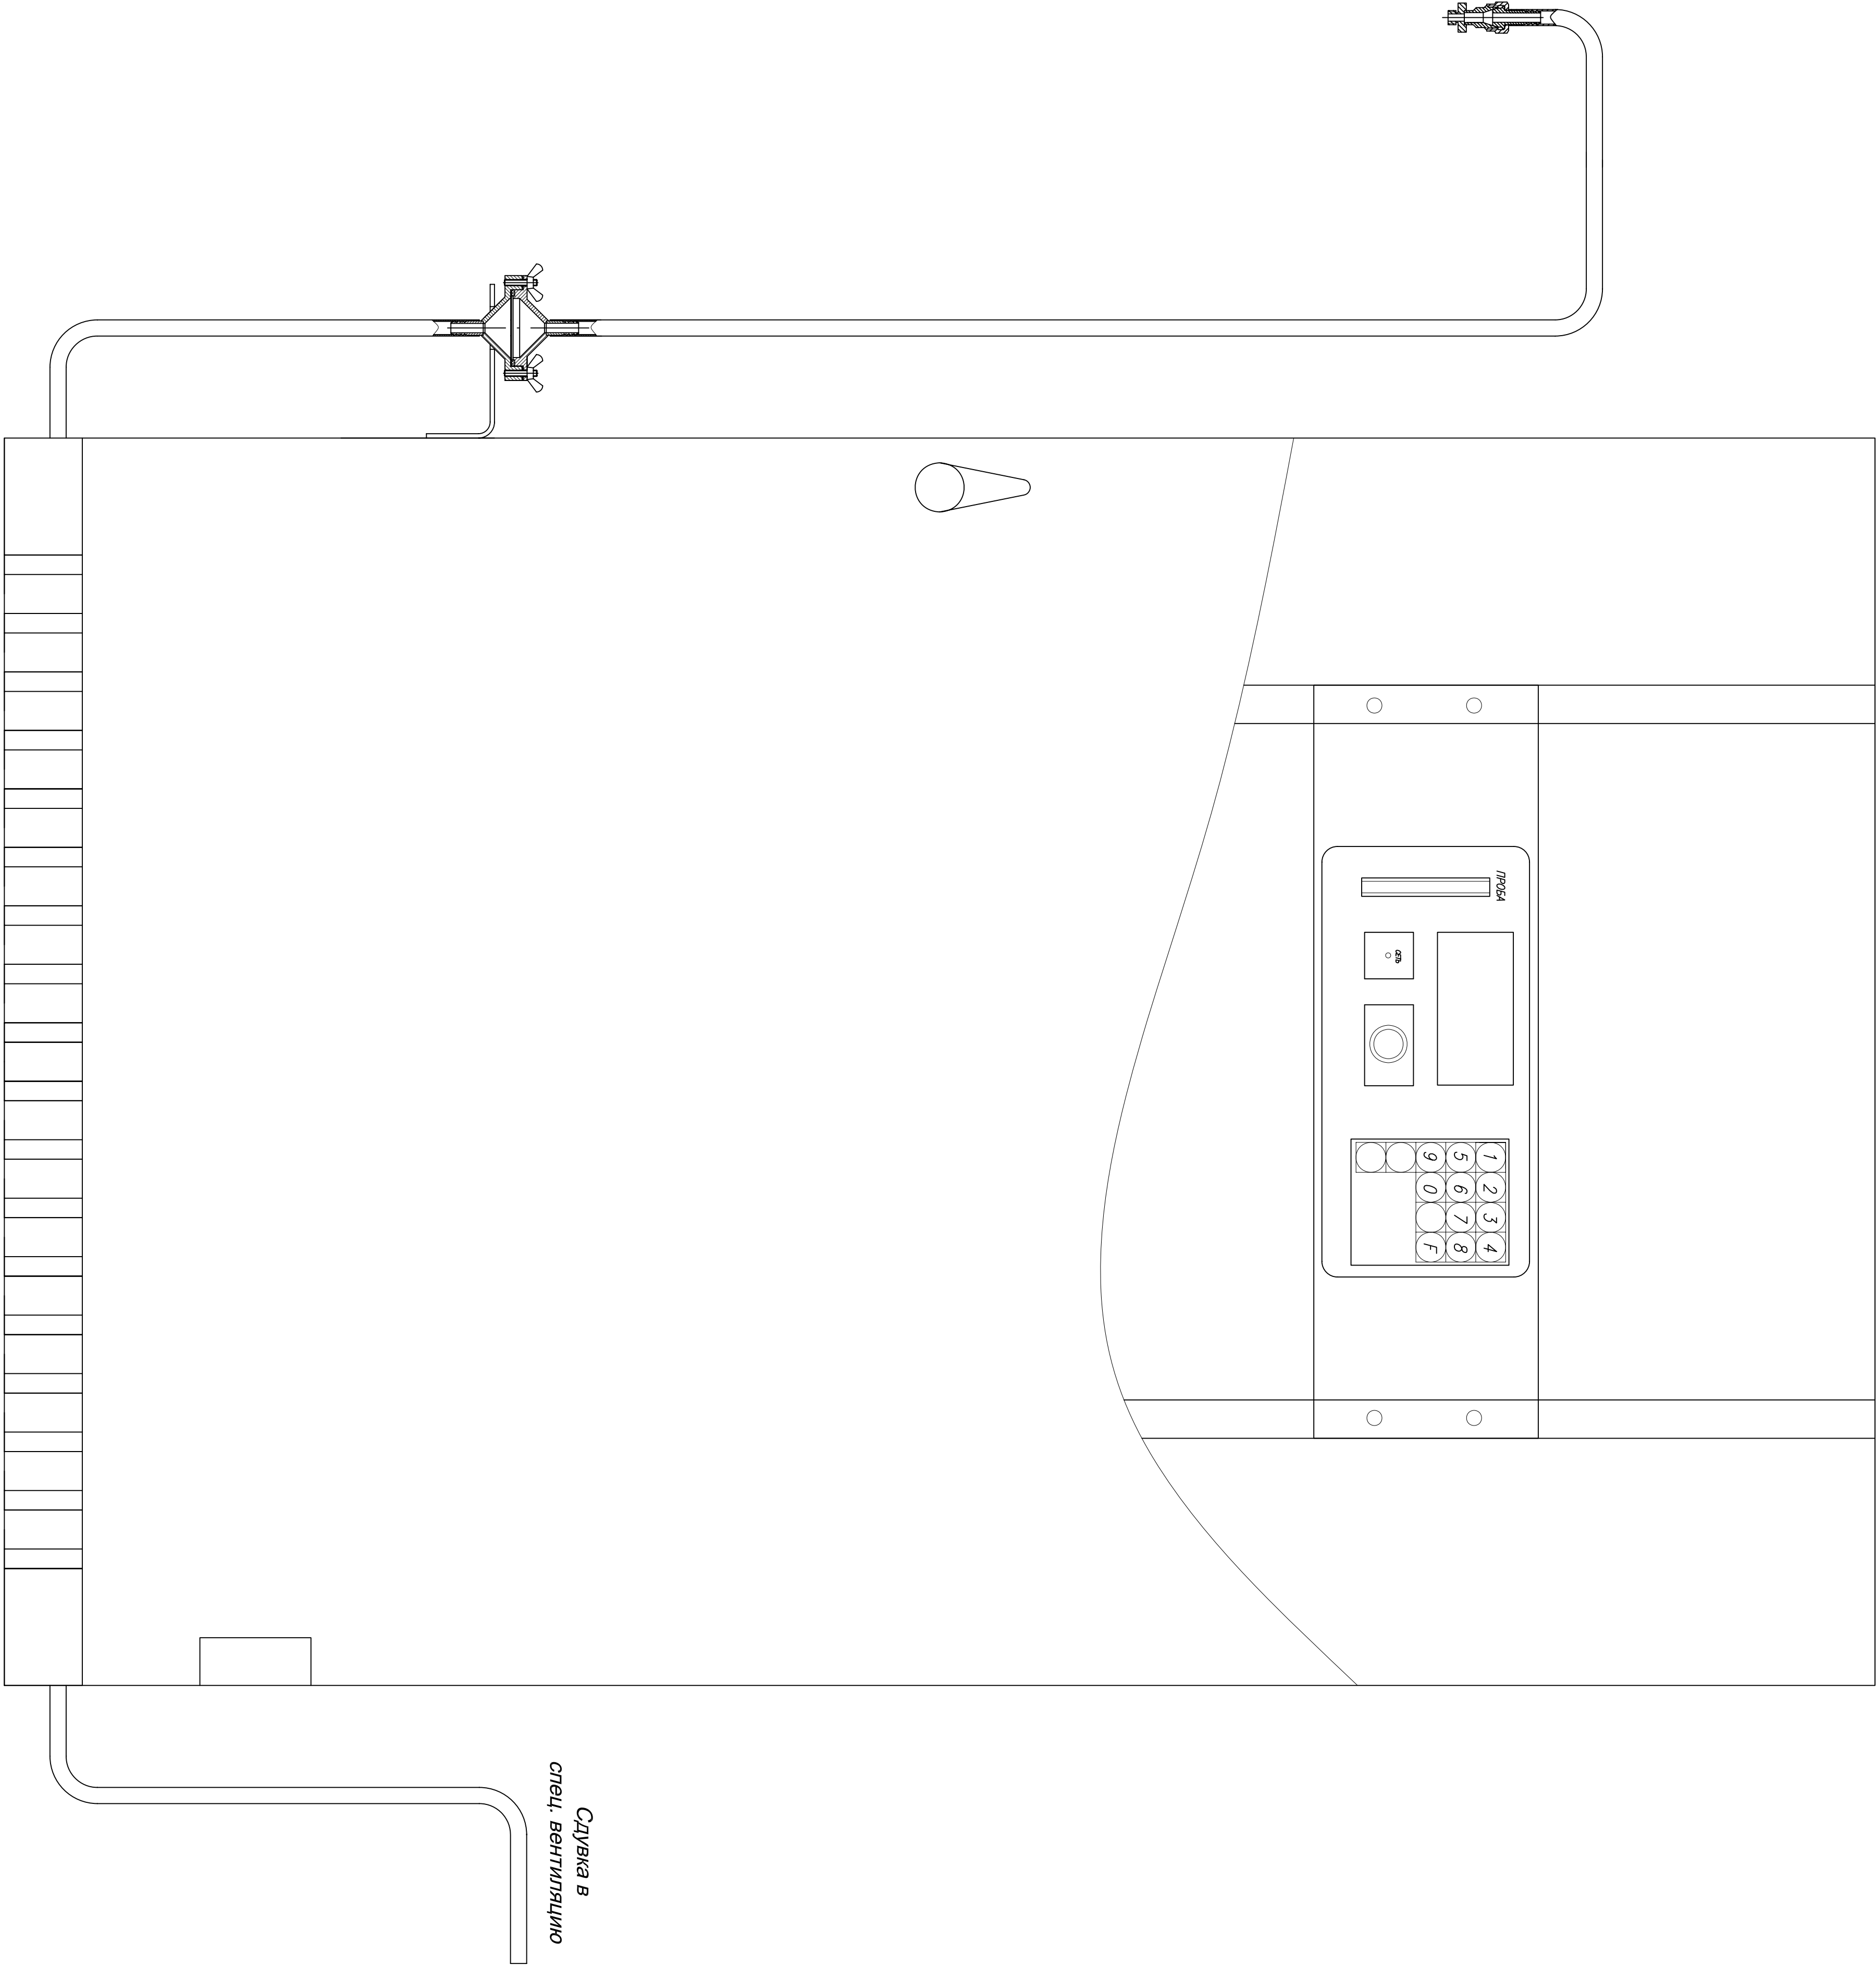 ПРОБА
СЕТЬ
1 2 3 4
5 6 7 8
9 0 F
Сдувка в
спец. вентиляцию